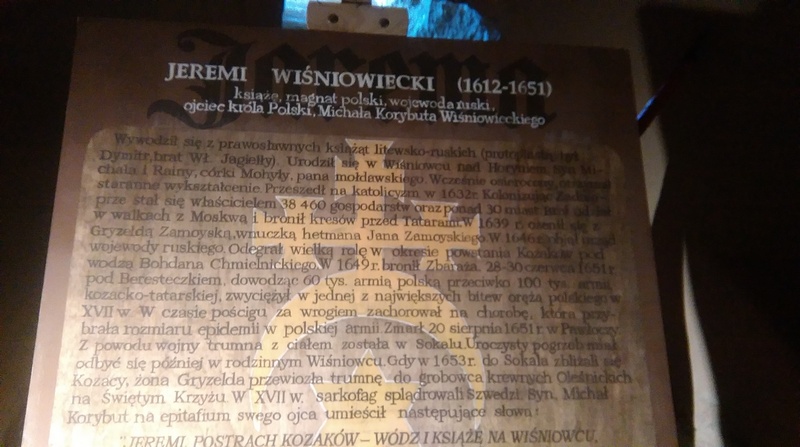 Jarema
JEREMI WIŚNIOWIECKI (1612-1651)
książę, magnat polski, wojewoda ruski,
ojciec króla Polski, Michała Korybuta Wiśniowieckiego
Wywodził się z prawosławnych książąt litewsko-ruskich
Dymitr, brat Wł. Jagiełły). Urodził się w Wiśniowcu nad Horyniem, syn Mi-
chała i Rainy, córki Mohyły, pana mołdawskiego. Wcześnie osierocony,
staranne wykształcenie. Przeszedł na katolicyzm w 1632r. Kolonizując
prze stał się właścicielem 38 460 gospodarstw oraz ponad 30 miast. Brał udział
w walkach z Moskwą i bronił kresów przed Tatarami. W 1639 r. ożenił się z
Gryzeldą Zamoyską, wnuczką hetmana Jana Zamoyskiego. W 1646r. objął urząd
wojewody ruskiego. Odegrał wielką rolę w okresie powstania Kozaków pod
wodzą Bohdana Chmielnickiego. W 1649 r. bronił Zbaraża. 28-30 czerwca 1651r.
pod Beresteczkiem, dowodząc 60 tys. armią polską przeciwko 100 tys. armii
kozacko-tatarskiej, zwyciężył w jednej z największych bitew oręża polskiego w
XVII w. W czasie pościgu za wrogiem zachorował na chorobę, która przy-
brała rozmiaru epidemii w polskiej armii. Zmarł 20 sierpnia 1651 r. w Pawłoczy.
Z powodu wojny trumna z ciałem została w Sokalu. Uroczysty pogrzeb miał
odbyć się później w rodzinnym Wiśniowcu. Gdy w 1653r. do Sokala zbliżali się
Kozacy, żona Gryzelda przewiozła trumnę do grobowca krewnych Oleśnickich
na Świętym Krzyżu. W XVII w. sarkofag splądrowali Szwedzi. Syn, Michał
Korybut na epitafium swego ojca umieścił następujące słowa:
"JEREMI, POSTRACH KOZAKÓW – WÓDZ I KSIĄŻĘ NA WIŚNIOWCU,